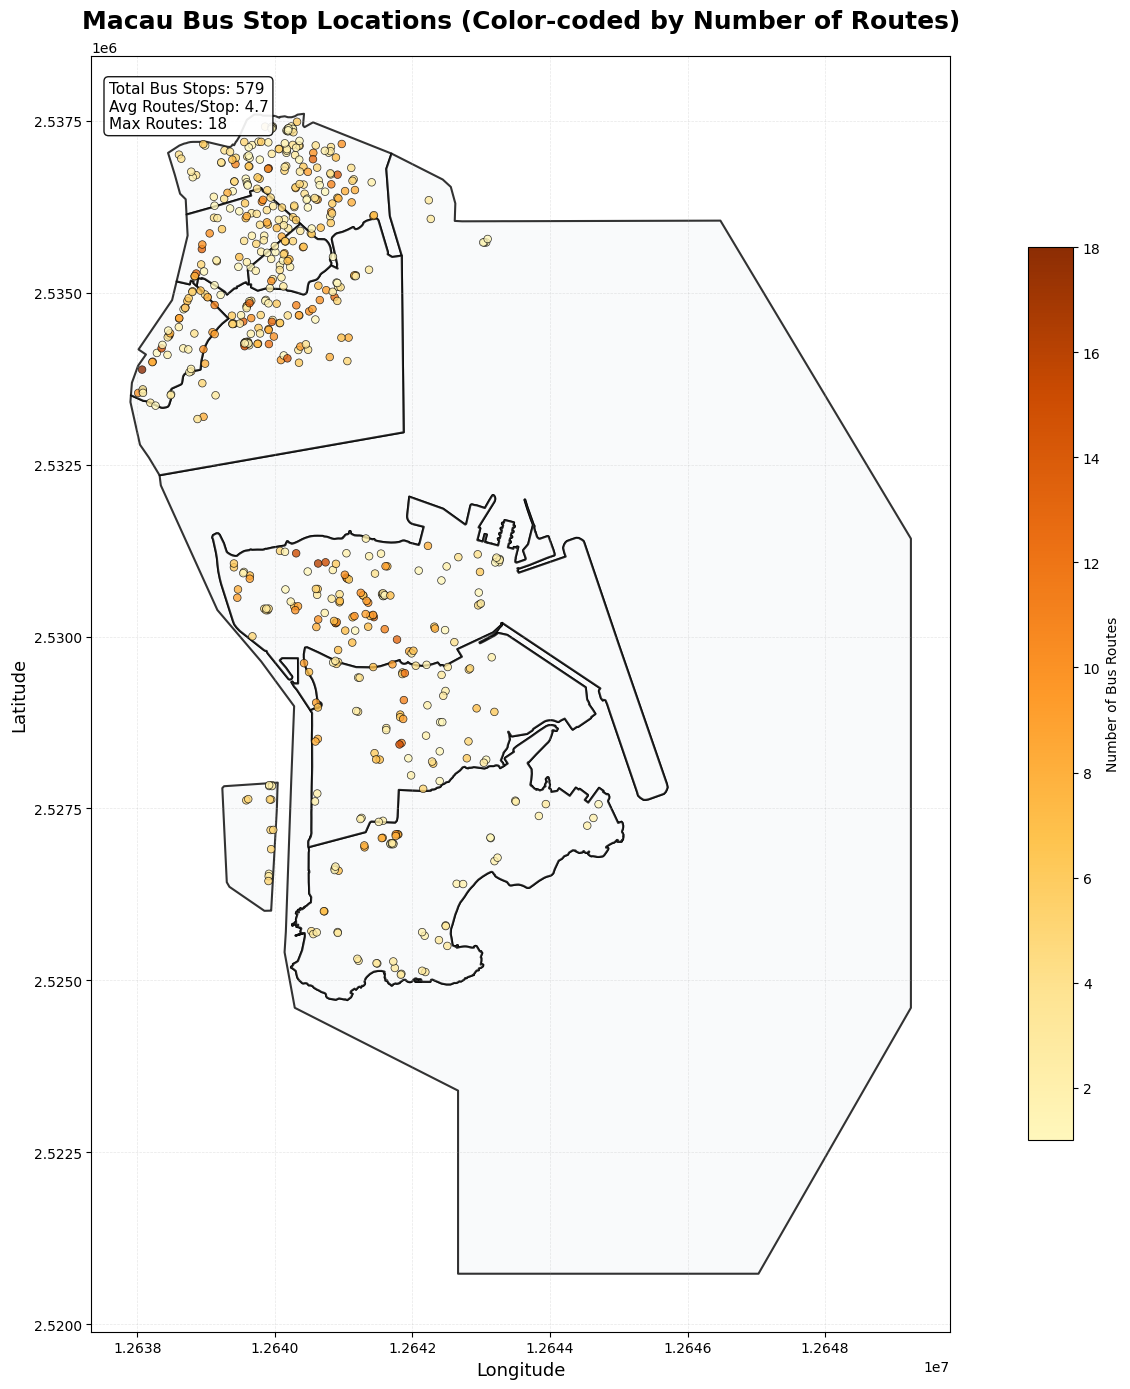 Macau Bus Stop Locations (Color-coded by Number of Routes)
1e6
Total Bus Stops: 579
Avg Routes/Stop: 4.7
Max Routes: 18
2.5375
2.5350
2.5325
2.5300
2.5275
2.5250
2.5225
2.5200
Latitude
1.2638
1.2640
1.2642
1.2644
1.2646
1.2648
1e7
Longitude
18
16
14
12
10
8
6
4
2
Number of Bus Routes